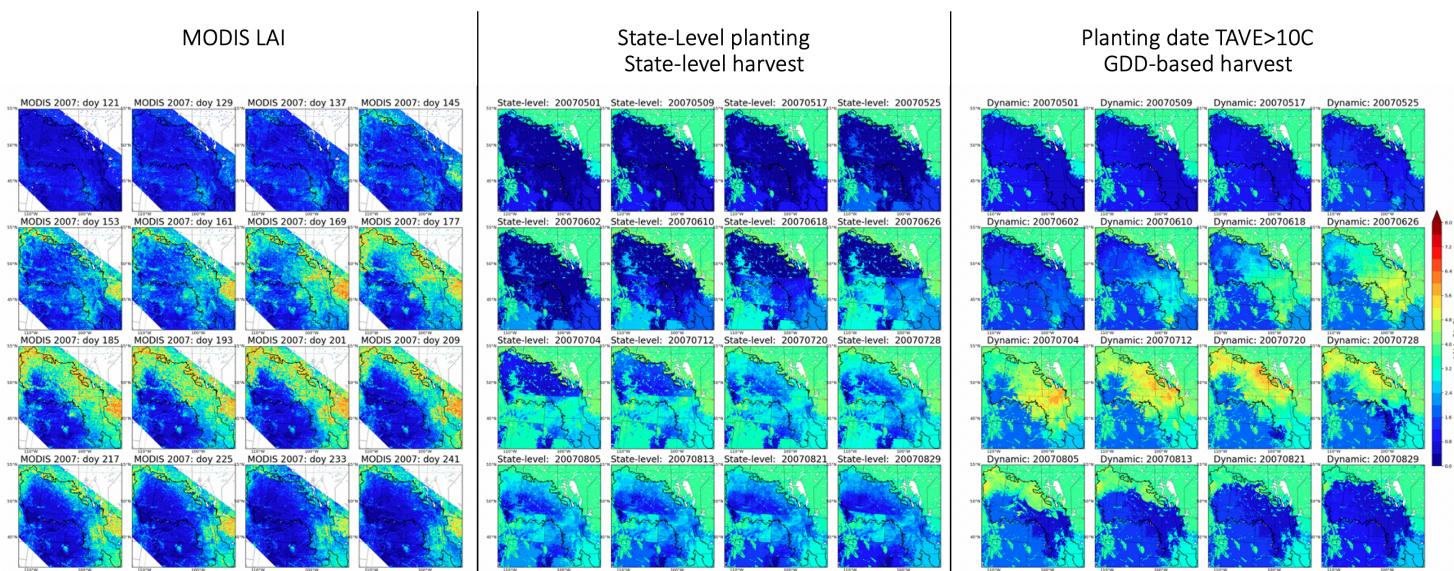 MODIS LAI
State-Level planting
State-level harvest
Planting date TAVE>10C
GDD-based harvest
MODIS 2007: doy 121
MODIS 2007: doy 129
MODIS 2007: doy 137
MODIS 2007: doy 145
MODIS 2007: doy 153
MODIS 2007: doy 161
MODIS 2007: doy 169
MODIS 2007: doy 177
MODIS 2007: doy 185
MODIS 2007: doy 193
MODIS 2007: doy 201
MODIS 2007: doy 209
MODIS 2007: doy 217
MODIS 2007: doy 225
MODIS 2007: doy 233
MODIS 2007: doy 241
State-level: 20070501
State-level: 20070509
State-level: 20070517
State-level: 20070525
State-level: 20070602
State-level: 20070610
State-level: 20070618
State-level: 20070626
State-level: 20070704
State-level: 20070712
State-level: 20070720
State-level: 20070728
State-level: 20070805
State-level: 20070813
State-level: 20070821
State-level: 20070829
Dynamic: 20070501
Dynamic: 20070509
Dynamic: 20070517
Dynamic: 20070525
Dynamic: 20070602
Dynamic: 20070610
Dynamic: 20070618
Dynamic: 20070626
Dynamic: 20070704
Dynamic: 20070712
Dynamic: 20070720
Dynamic: 20070728
Dynamic: 20070805
Dynamic: 20070813
Dynamic: 20070821
Dynamic: 20070829
8.0
7.2
6.4
5.6
4.8
4.0
3.2
2.4
1.6
0.8
0.0